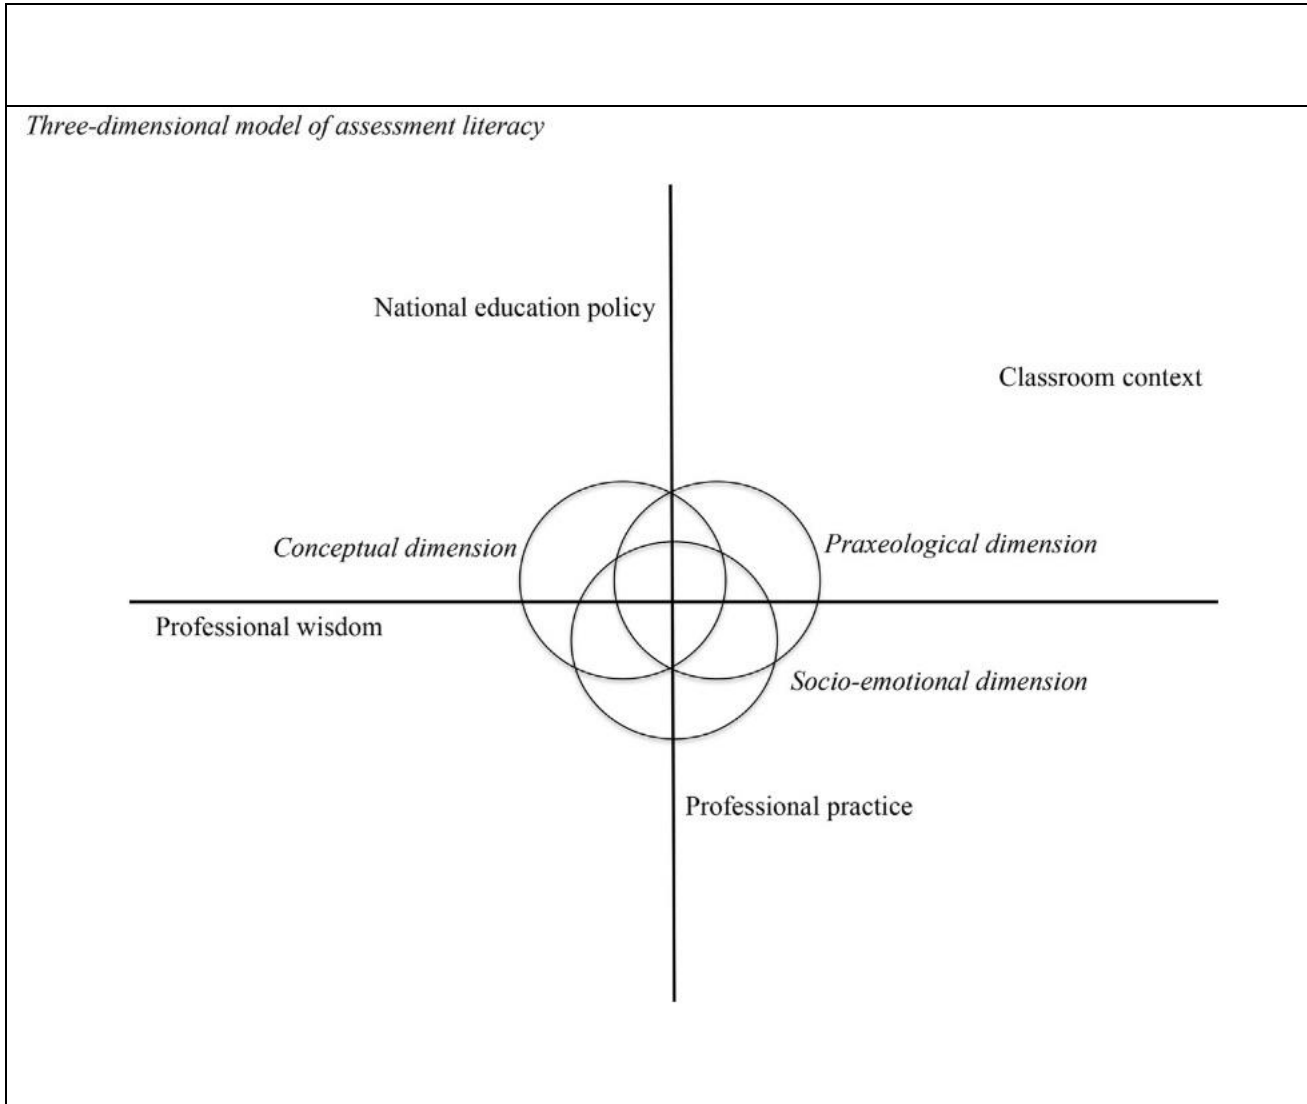 Three-dimensional model of assessment literacy
National education policy
Classroom context
Conceptual dimension
Praxeological dimension
Professional wisdom
Socio-emotional dimension
Professional practice